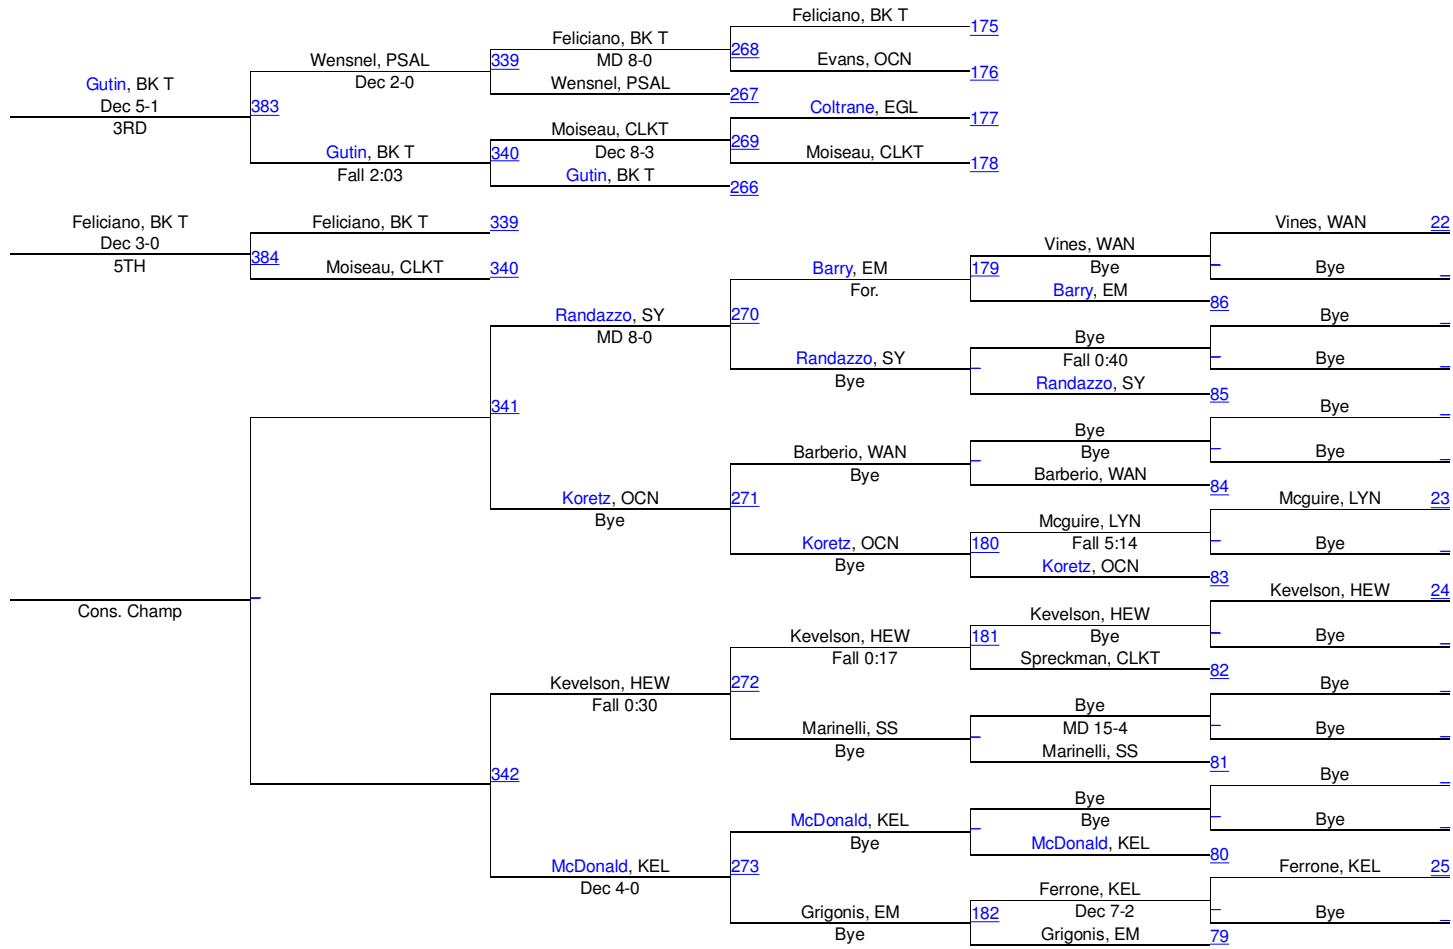 Gutin, BK T
Dec 5-1
3RD
383
Wensnel, PSAL
Dec 2-0
Gutin, BK T
Fall 2:03
339
Feliciano, BK T
MD 8-0
Wensnel, PSAL
340
Moiseau, CLKT
Dec 8-3
Gutin, BK T
268
267
269
266
Feliciano, BK T
Evans, OCN
Coltrane, EGL
Moiseau, CLKT
175
176
177
178
Feliciano, BK T
Dec 3-0
5TH
384
Feliciano, BK T
Moiseau, CLKT
339
340
Cons. Champ
341
342
Randazzo, SY
MD 8-0
Koretz, OCN
Bye
Kevelson, HEW
Fall 0:30
McDonald, KEL
Dec 4-0
270
271
272
273
Barry, EM
For.
Randazzo, SY
Bye
Barberio, WAN
Bye
Koretz, OCN
Bye
Kevelson, HEW
Fall 0:17
Marinelli, SS
Bye
McDonald, KEL
Bye
Grigonis, EM
Bye
179
180
181
182
Vines, WAN
Bye
Barry, EM
Bye
Fall 0:40
Randazzo, SY
Bye
Bye
Barberio, WAN
Mcguire, LYN
Fall 5:14
Koretz, OCN
Kevelson, HEW
Bye
Spreckman, CLKT
Bye
MD 15-4
Marinelli, SS
Bye
Bye
McDonald, KEL
Ferrone, KEL
Dec 7-2
Grigonis, EM
86
85
84
83
82
81
80
79
Vines, WAN
22
Bye
Bye
Bye
Bye
Bye
Mcguire, LYN
23
Bye
Kevelson, HEW
24
Bye
Bye
Bye
Bye
Bye
Ferrone, KEL
25
Bye